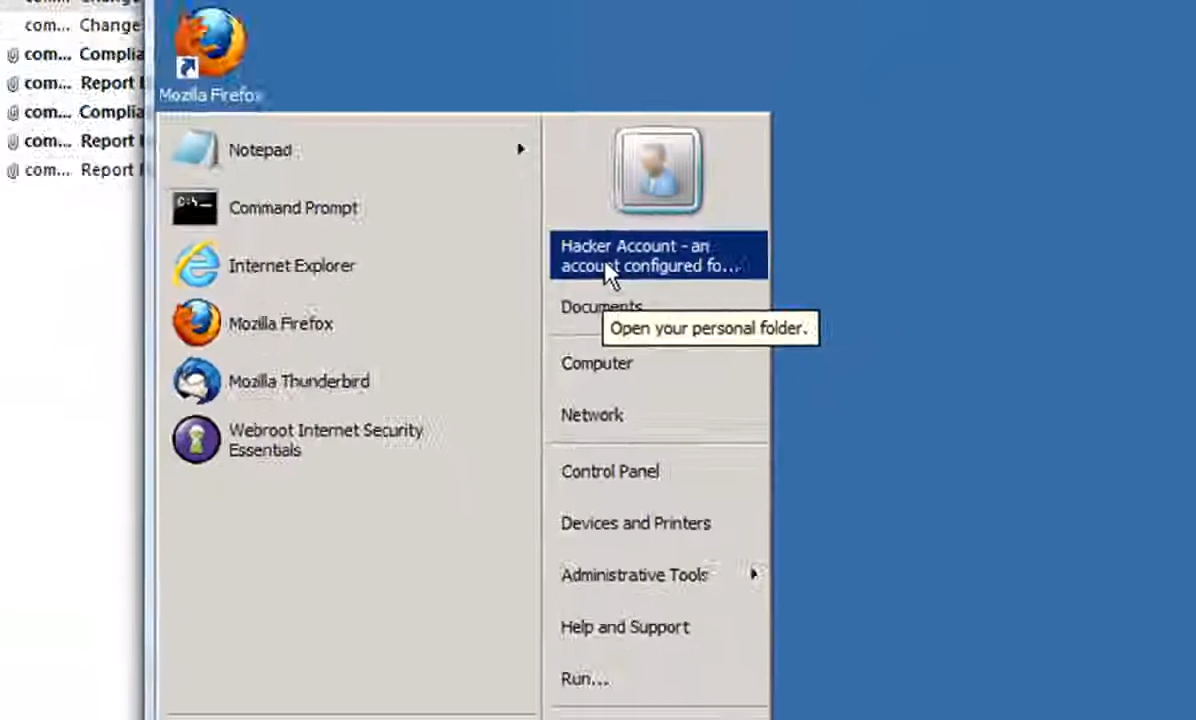 com... Change
com... Complia
com... Report
com... Complia
com... Report
com... Report
Mozilla Firefox
Notepad
Command Prompt
Internet Explorer
Mozilla Firefox
Mozilla Thunderbird
Webroot Internet Security
Essentials
Hacker Account - an
account configured fo...
Documents
Open your personal folder.
Computer
Network
Control Panel
Devices and Printers
Administrative Tools
Help and Support
Run...